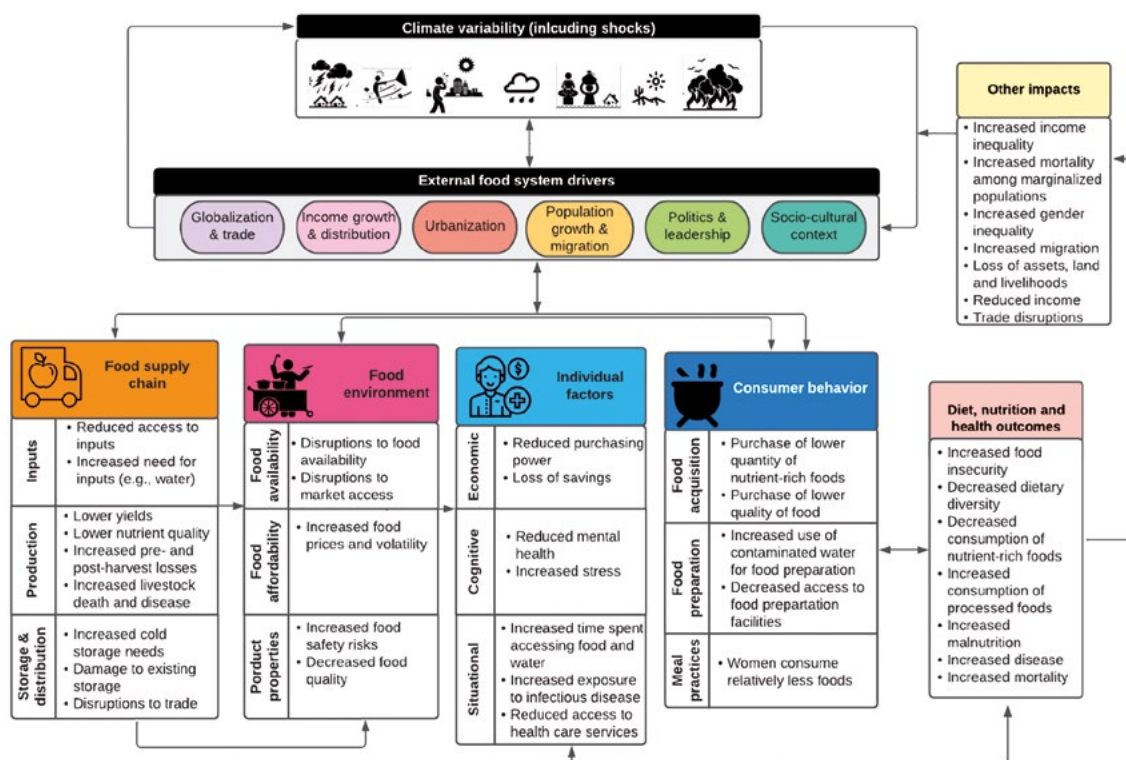 Climate variability (inlcuding shocks)
External food system drivers
Globalization
& trade
Income growth
& distribution
Urbanization
Population
growth &
migration
Politics &
leadership
Socio-cultural
context
Other impacts
• Increased income
inequality
• Increased mortality
among marginalized
populations
• Increased gender
inequality
• Increased migration
• Loss of assets, land
and livelihoods
• Reduced income
• Trade disruptions
Food supply
chain
Inputs
• Reduced access to
inputs
• Increased need for
inputs (e.g., water)
Production
• Lower yields
• Lower nutrient quality
• Increased pre- and
post-harvest losses
• Increased livestock
death and disease
Storage &
distribution
• Increased cold
storage needs
• Damage to existing
storage
• Disruptions to trade
Food
environment
Food
availability
• Disruptions to food
availability
• Disruptions to
market access
Food
affordability
• Increased food
prices and volatility
Porduct
properties
• Increased food
safety risks
• Decreased food
quality
Individual
factors
$
Economic
• Reduced purchasing
power
• Loss of savings
Cognitive
• Reduced mental
health
• Increased stress
Situational
• Increased time spent
accessing food and
water
• Increased exposure
to infectious disease
• Reduced access to
health care services
Consumer behavior
Food
acquisition
• Purchase of lower
quantity of
nutrient-rich foods
• Purchase of lower
quality of food
Food
preparation
• Increased use of
contaminated water
for food preparation
• Decreased access to
food prepartation
facilities
Meal
practices
• Women consume
relatively less foods
Diet, nutrition and
health outcomes
• Increased food
insecurity
• Decreased dietary
diversity
• Decreased
consumption of
nutrient-rich foods
• Increased
consumption of
processed foods
• Increased
malnutrition
• Increased disease
• Increased mortality